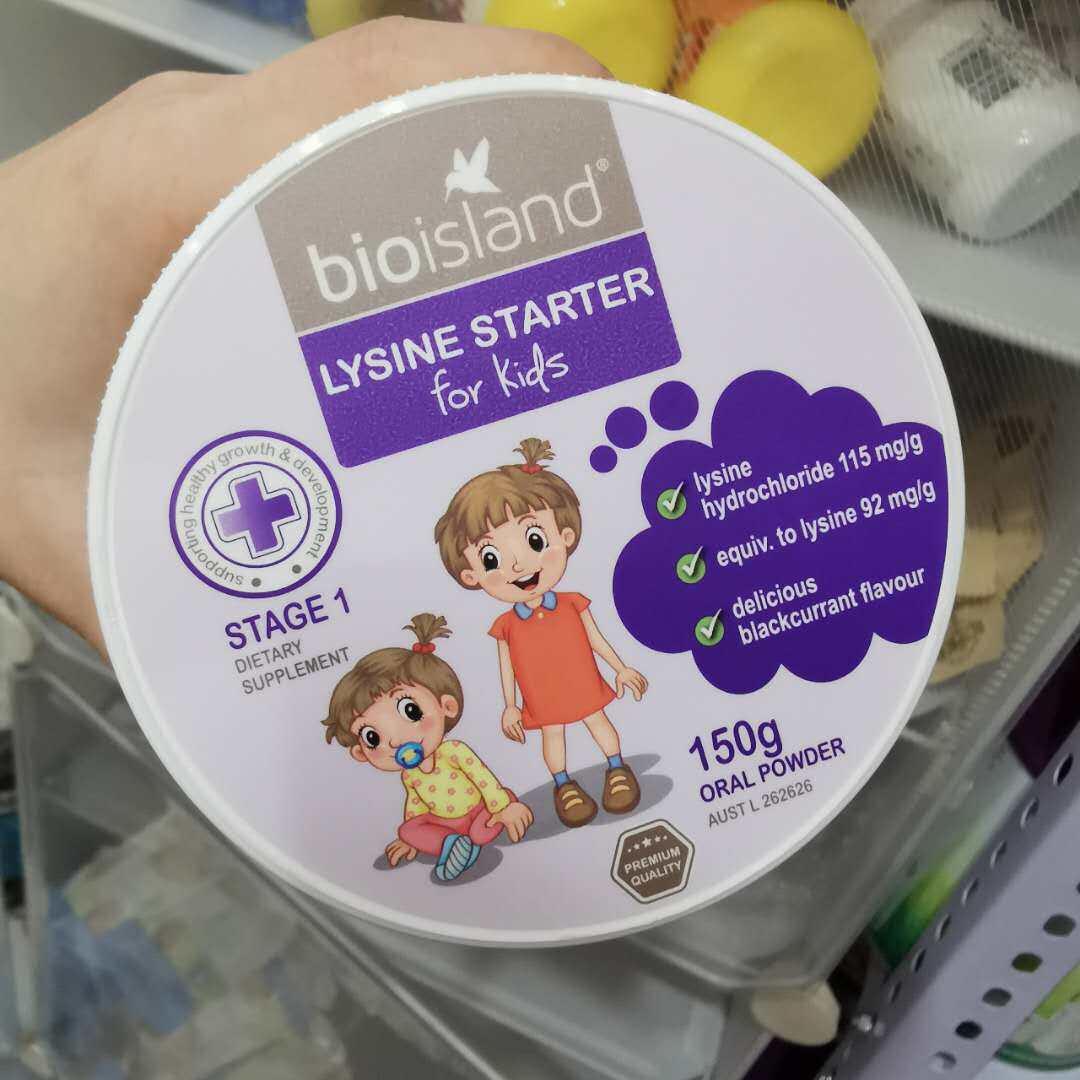 bioisland®
LYSINE STARTER
for kids
supporting healthy growth & development
STAGE 1
DIETARY
SUPPLEMENT
lysine
hydrochloride 115 mg/g
equiv. to lysine 92 mg/g
delicious
blackcurrant flavour
150g
ORAL POWDER
AUST L 262626
PREMIUM
QUALITY